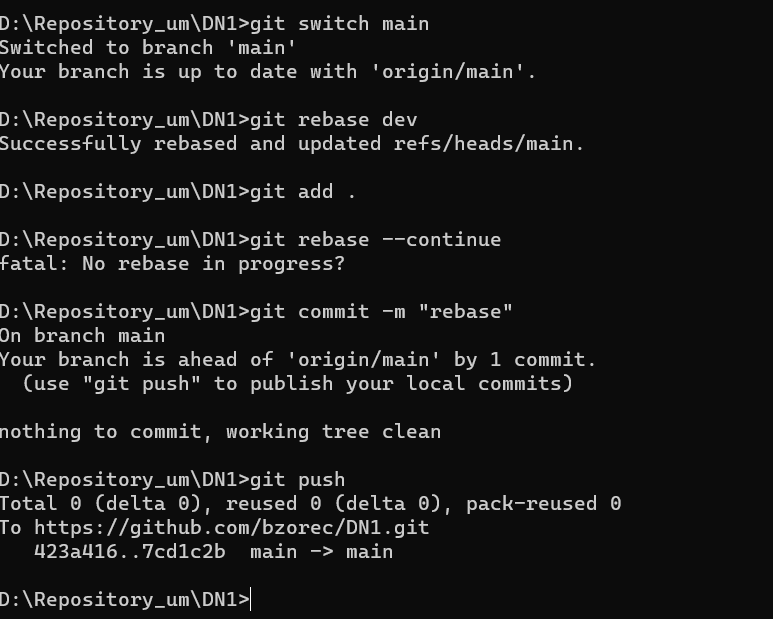 D:\Repository_um\DN1>git switch main
Switched to branch 'main'
Your branch is up to date with 'origin/main'.
D:\Repository_um\DN1>git rebase dev
Successfully rebased and updated refs/heads/main.
D:\Repository_um\DN1>git add .
D:\Repository_um\DN1>git rebase --continue
fatal: No rebase in progress?
D:\Repository_um\DN1>git commit -m "rebase"
On branch main
Your branch is ahead of 'origin/main' by 1 commit.
  (use "git push" to publish your local commits)
nothing to commit, working tree clean
D:\Repository_um\DN1>git push
Total 0 (delta 0), reused 0 (delta 0), pack-reused 0
To https://github.com/bzorec/DN1.git
   423a416..7cd1c2b  main -> main
D:\Repository_um\DN1>